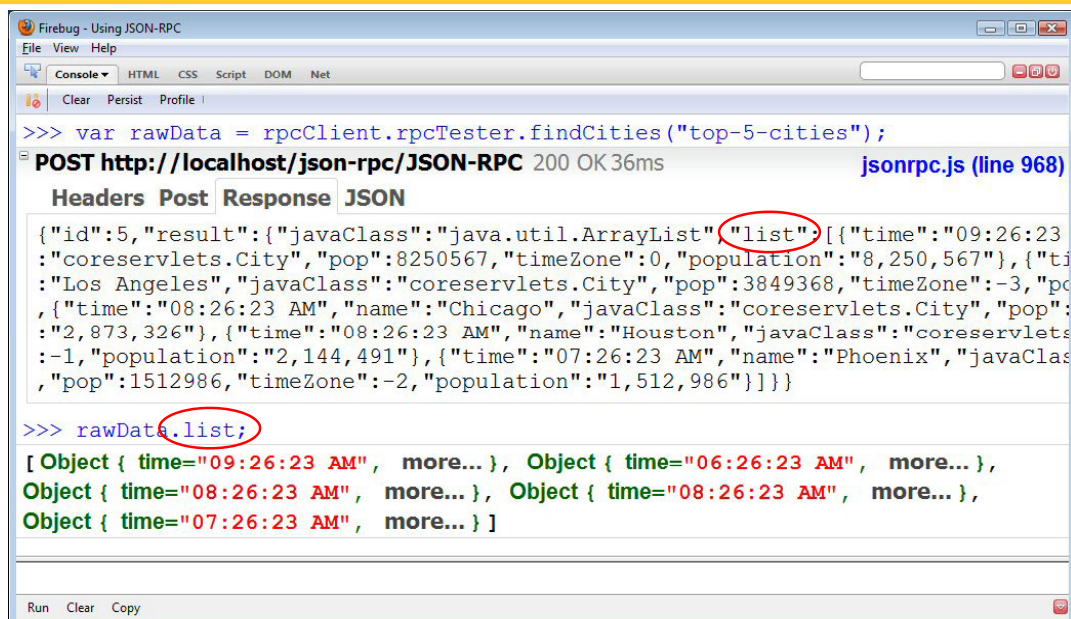 Firebug - Using JSON-RPC
File View Help
Console HTML CSS Script DOM Net
Clear Persist Profile
>>> var rawData = rpcClient.rpcTester.findCities("top-5-cities");
POST http://localhost/json-rpc/JSON-RPC 200 OK 36ms jsonrpc.js (line 968)
Headers Post Response JSON
{"id":5,"result":{"javaClass":"java.util.ArrayList","list":[{"time":"09:26:23
:"coreservlets.City","pop":8250567,"timeZone":0,"population":"8,250,567"},{"ti
:"Los Angeles","javaClass":"coreservlets.City","pop":3849368,"timeZone":-3,"po
,{"time":"08:26:23 AM","name":"Chicago","javaClass":"coreservlets.City","pop":
:"2,873,326"},{"time":"08:26:23 AM","name":"Houston","javaClass":"coreservlets
:-1,"population":"2,144,491"},{"time":"07:26:23 AM","name":"Phoenix","javaClas
,"pop":1512986,"timeZone":-2,"population":"1,512,986"}]}}
>>> rawData.list;
[ Object { time="09:26:23 AM", more... }, Object { time="06:26:23 AM", more... },
Object { time="08:26:23 AM", more... }, Object { time="08:26:23 AM", more... },
Object { time="07:26:23 AM", more... } ]
Run Clear Copy